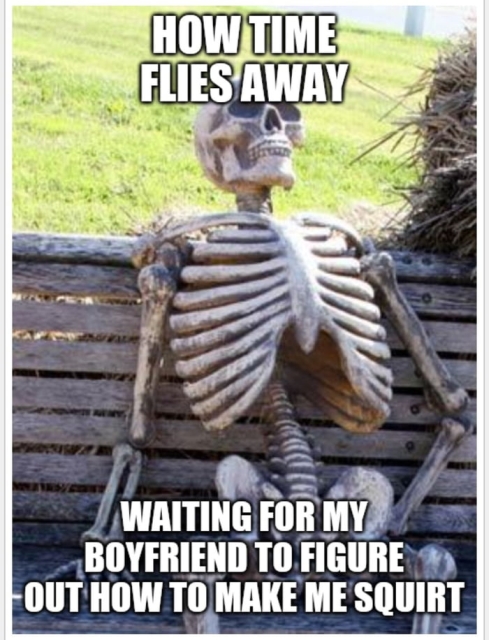 HOW TIME
FLIES AWAY
WAITING FOR MY
BOYFRIEND TO FIGURE
OUT HOW TO MAKE ME SQUIRT